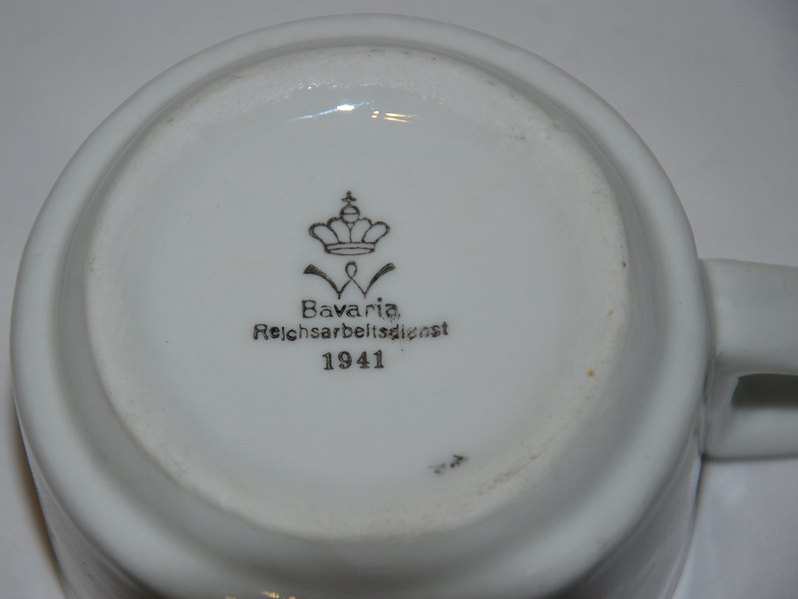 W
Bavaria
Reichsarbeitsdienst
1941